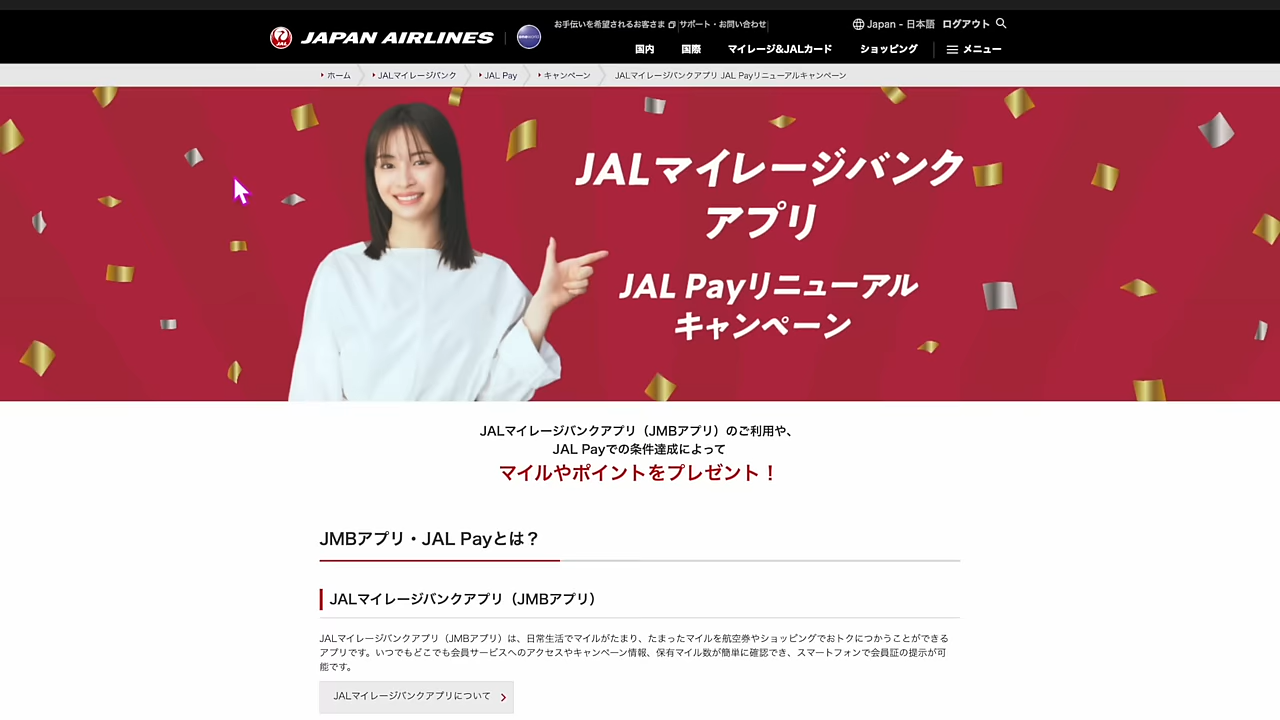 JAL
JAPAN AIRLINES
oneworld
お手伝いを希望されるお客さま
サポート・お問い合わせ
Japan - 日本語
ログアウト
国内
国際
マイレージ&JALカード
ショッピング
メニュー
ホーム
JALマイレージバンク
JAL Pay
キャンペーン
JALマイレージバンクアプリ JAL Payリニューアルキャンペーン
JALマイレージバンク
アプリ
JAL Payリニューアル
キャンペーン
JALマイレージバンクアプリ（JMBアプリ）のご利用や、
JAL Payでの条件達成によって
マイルやポイントをプレゼント！
JMBアプリ・JAL Payとは？
JALマイレージバンクアプリ（JMBアプリ）
JALマイレージバンクアプリ（JMBアプリ）は、日常生活でマイルがたまり、たまったマイルを航空券やショッピングでおトクにつかうことができる
アプリです。いつでもどこでも会員サービスへのアクセスやキャンペーン情報、保有マイル数が簡単に確認でき、スマートフォンで会員証の提示が可
能です。
JALマイレージバンクアプリについて